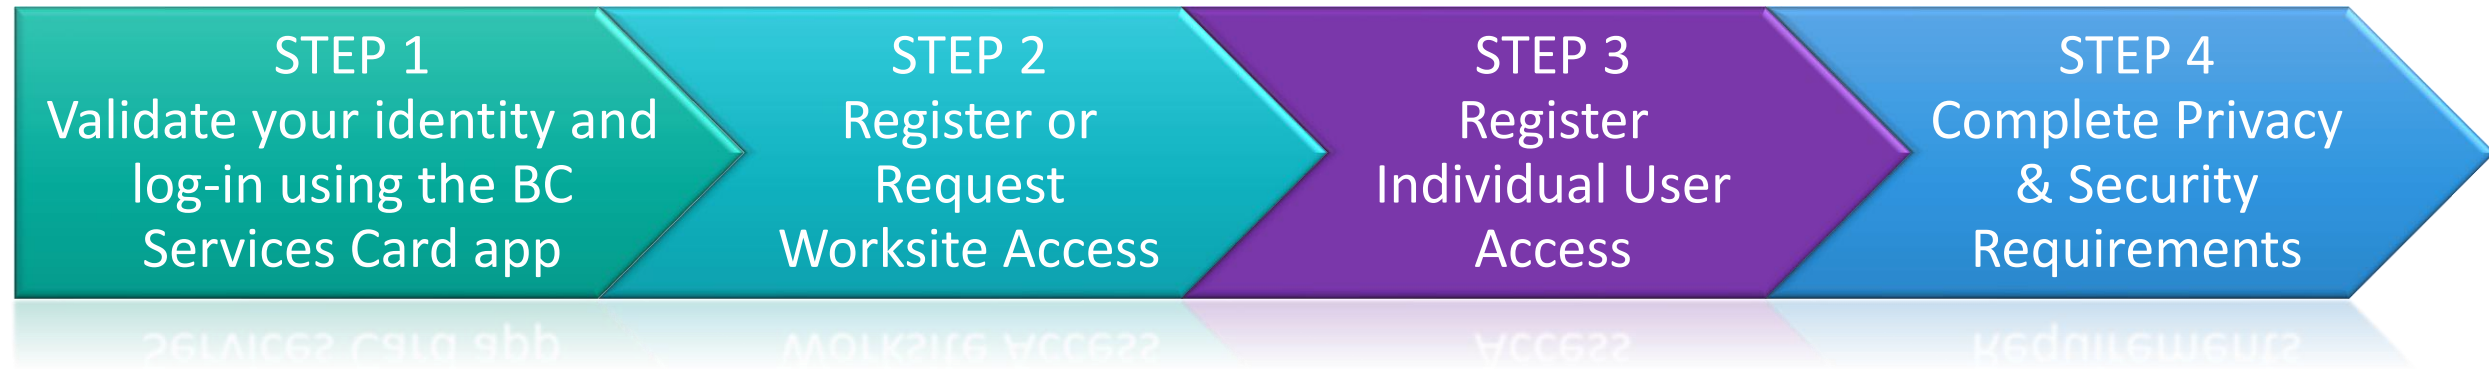 STEP 1
Validate your identity and
log-in using the BC
Services Card app
STEP 2
Register or
Request
Worksite Access
STEP 3
Register
Individual User
Access
STEP 4
Complete Privacy
& Security
Requirements